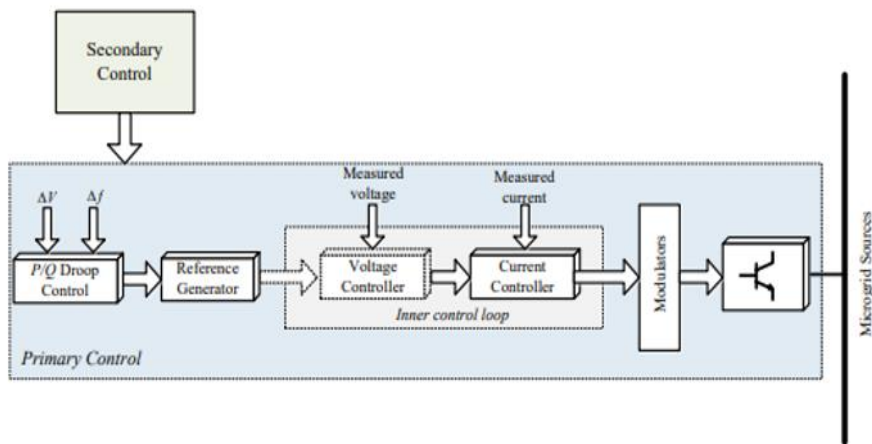 Secondary
Control
ΔV
Δf
Measured
voltage
Measured
current
P/Q Droop
Control
Reference
Generator
Voltage
Controller
Current
Controller
Inner control loop
Modulators
Microgrid Sources
Primary Control